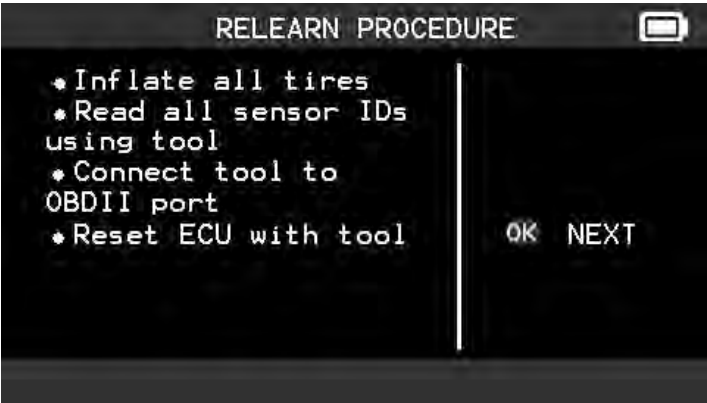 RELEARN PROCEDURE
•Inflate all tires
•Read all sensor IDs
using tool
•Connect tool to
OBDII port
•Reset ECU with tool
OK NEXT